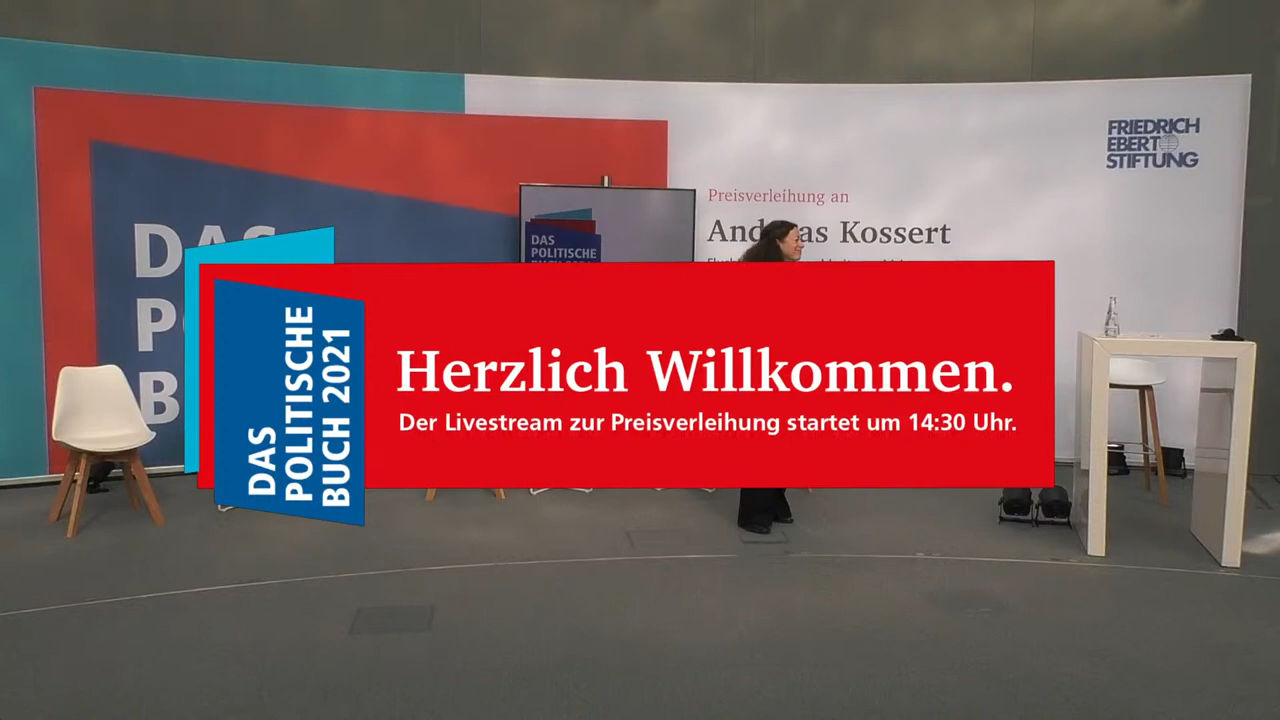 FRIEDRICH
EBERT
STIFTUNG
Preisverleihung an
Kossert
DAS
POLITISCHE
DAS
POLITISCHE
BUCH 2021
Herzlich Willkommen.
Der Livestream zur Preisverleihung startet um 14:30 Uhr.